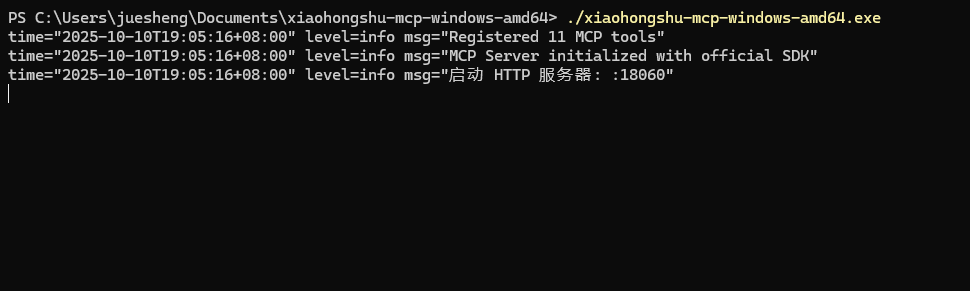 PS C:\Users\juesheng\Documents\xiaohongshu-mcp-windows-amd64> ./xiaohongshu-mcp-windows-amd64.exe
time="2025-10-10T19:05:16+08:00" level=info msg="Registered 11 MCP tools"
time="2025-10-10T19:05:16+08:00" level=info msg="MCP Server initialized with official SDK"
time="2025-10-10T19:05:16+08:00" level=info msg="启动 HTTP 服务器: :18060"